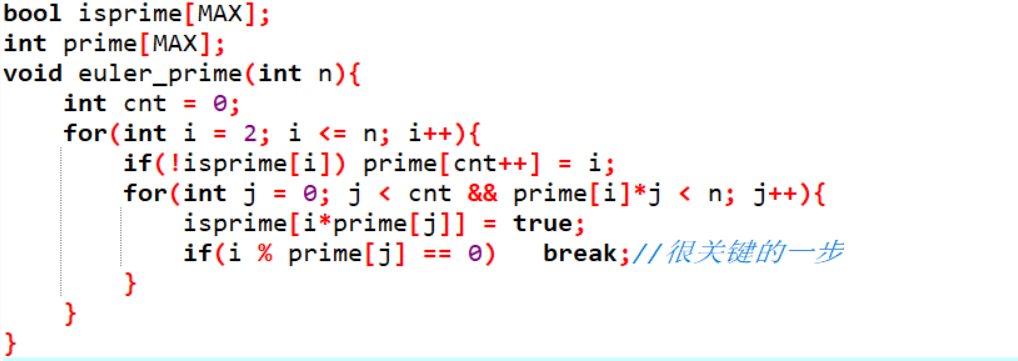 bool isprime[MAX];
int prime[MAX];
void euler_prime(int n){
    int cnt = 0;
    for(int i = 2; i <= n; i++){
        if(!isprime[i]) prime[cnt++] = i;
        for(int j = 0; j < cnt && prime[i]*j < n; j++){
            isprime[i*prime[j]] = true;
            if(i % prime[j] == 0)   break;//很关键的一步
        }
    }
}